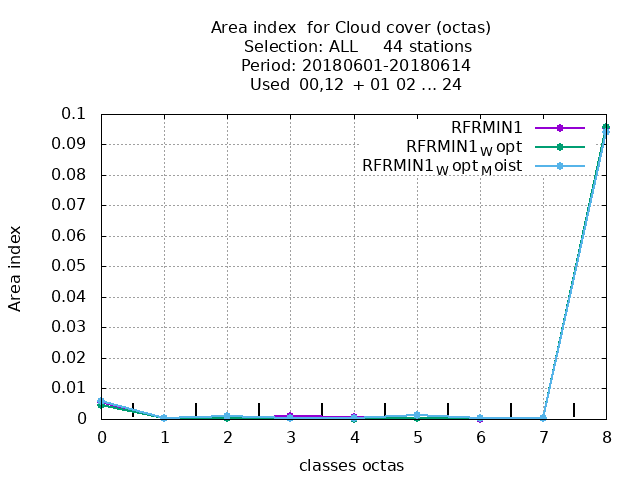 Area index  for Cloud cover (octas)
Selection: ALL     44 stations
Period: 20180601-20180614
Used  00,12  + 01 02 ... 24
RFRMIN1
RFRMIN1Wopt
RFRMIN1WoptMoist
0.1
0.09
0.08
0.07
0.06
0.05
0.04
0.03
0.02
0.01
0
Area index
0 1 2 3 4 5 6 7 8
classes octas